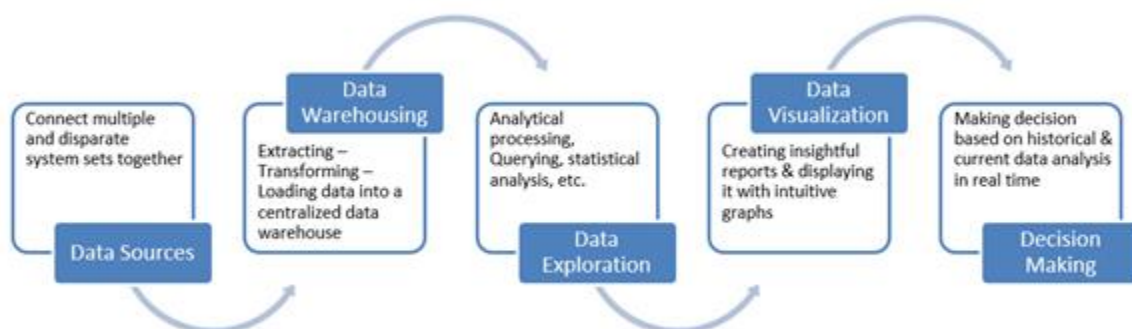 Connect multiple
and disparate
system sets together
Data Sources
Data
Warehousing
Extracting –
Transforming –
Loading data into a
centralized data
warehouse
Analytical
processing,
Querying, statistical
analysis, etc.
Data
Exploration
Data
Visualization
Creating insightful
reports & displaying
it with intuitive
graphs
Making decision
based on historical &
current data analysis
in real time
Decision
Making